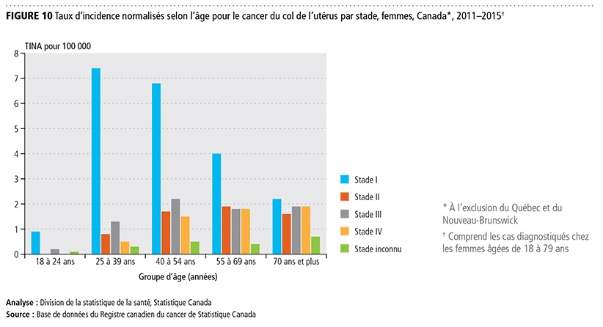 FIGURE 10 Taux d'incidence normalisés selon l'âge pour le cancer du col de l'utérus par stade, femmes, Canada*, 2011–2015†
TINA pour 100 000
8
7
6
5
4
3
2
1
0
18 à 24 ans
25 à 39 ans
40 à 54 ans
55 à 69 ans
70 ans et plus
Groupe d'âge (années)
Stade I
Stade II
Stade III
Stade IV
Stade inconnu
* À l'exclusion du Québec et du
Nouveau-Brunswick
† Comprend les cas diagnostiqués chez
les femmes âgées de 18 à 79 ans
Analyse : Division de la statistique de la santé, Statistique Canada
Source : Base de données du Registre canadien du cancer de Statistique Canada